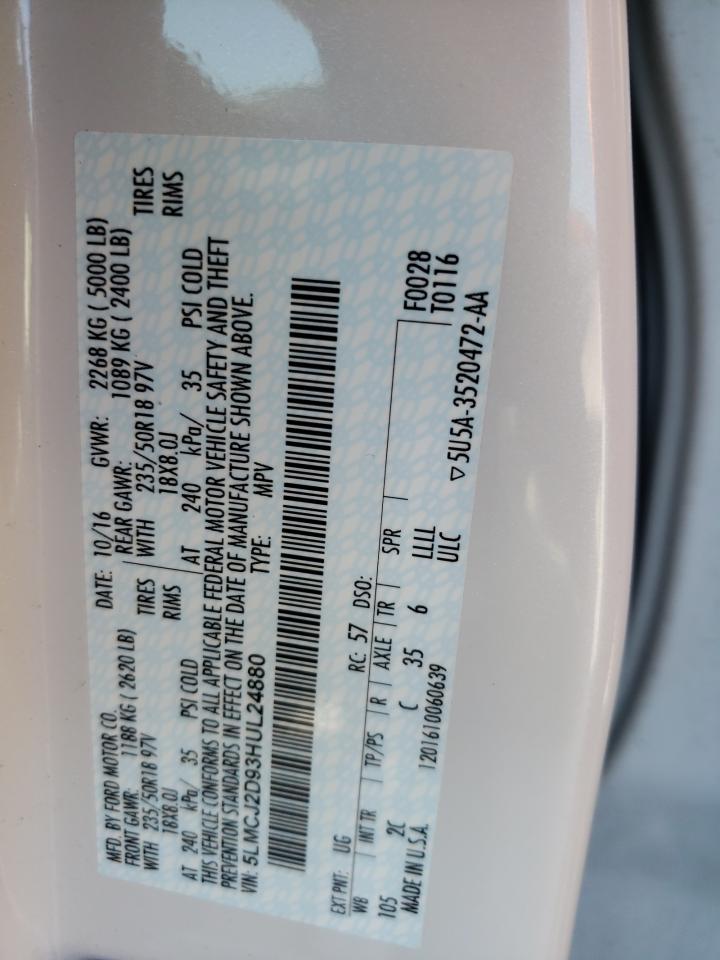 MFD. BY FORD MOTOR CO. DATE: 10/16 GVWR: 2268 KG ( 5000 LB)
FRONT GAWR: 1188 KG ( 2620 LB) REAR GAWR: 1089 KG ( 2400 LB)
WITH 235/50R18 97V TIRES WITH 235/50R18 97V TIRES
18X8.0J RIMS 18X8.0J RIMS
AT 240 kPa/ 35 PSI COLD AT 240 kPa/ 35 PSI COLD
THIS VEHICLE CONFORMS TO ALL APPLICABLE FEDERAL MOTOR VEHICLE SAFETY AND THEFT
PREVENTION STANDARDS IN EFFECT ON THE DATE OF MANUFACTURE SHOWN ABOVE.
VIN: 5LMCJ2D93HUL24880 TYPE: MPV
EXT PNT: UG RC: 57 DSO: F0028
WB INT TR TP/PS R AXLE TR SPR T0116
105 2C C 35 6 LLLL ▽5U5A-3520472-AA
MADE IN U.S.A. 1201610060639 ULC